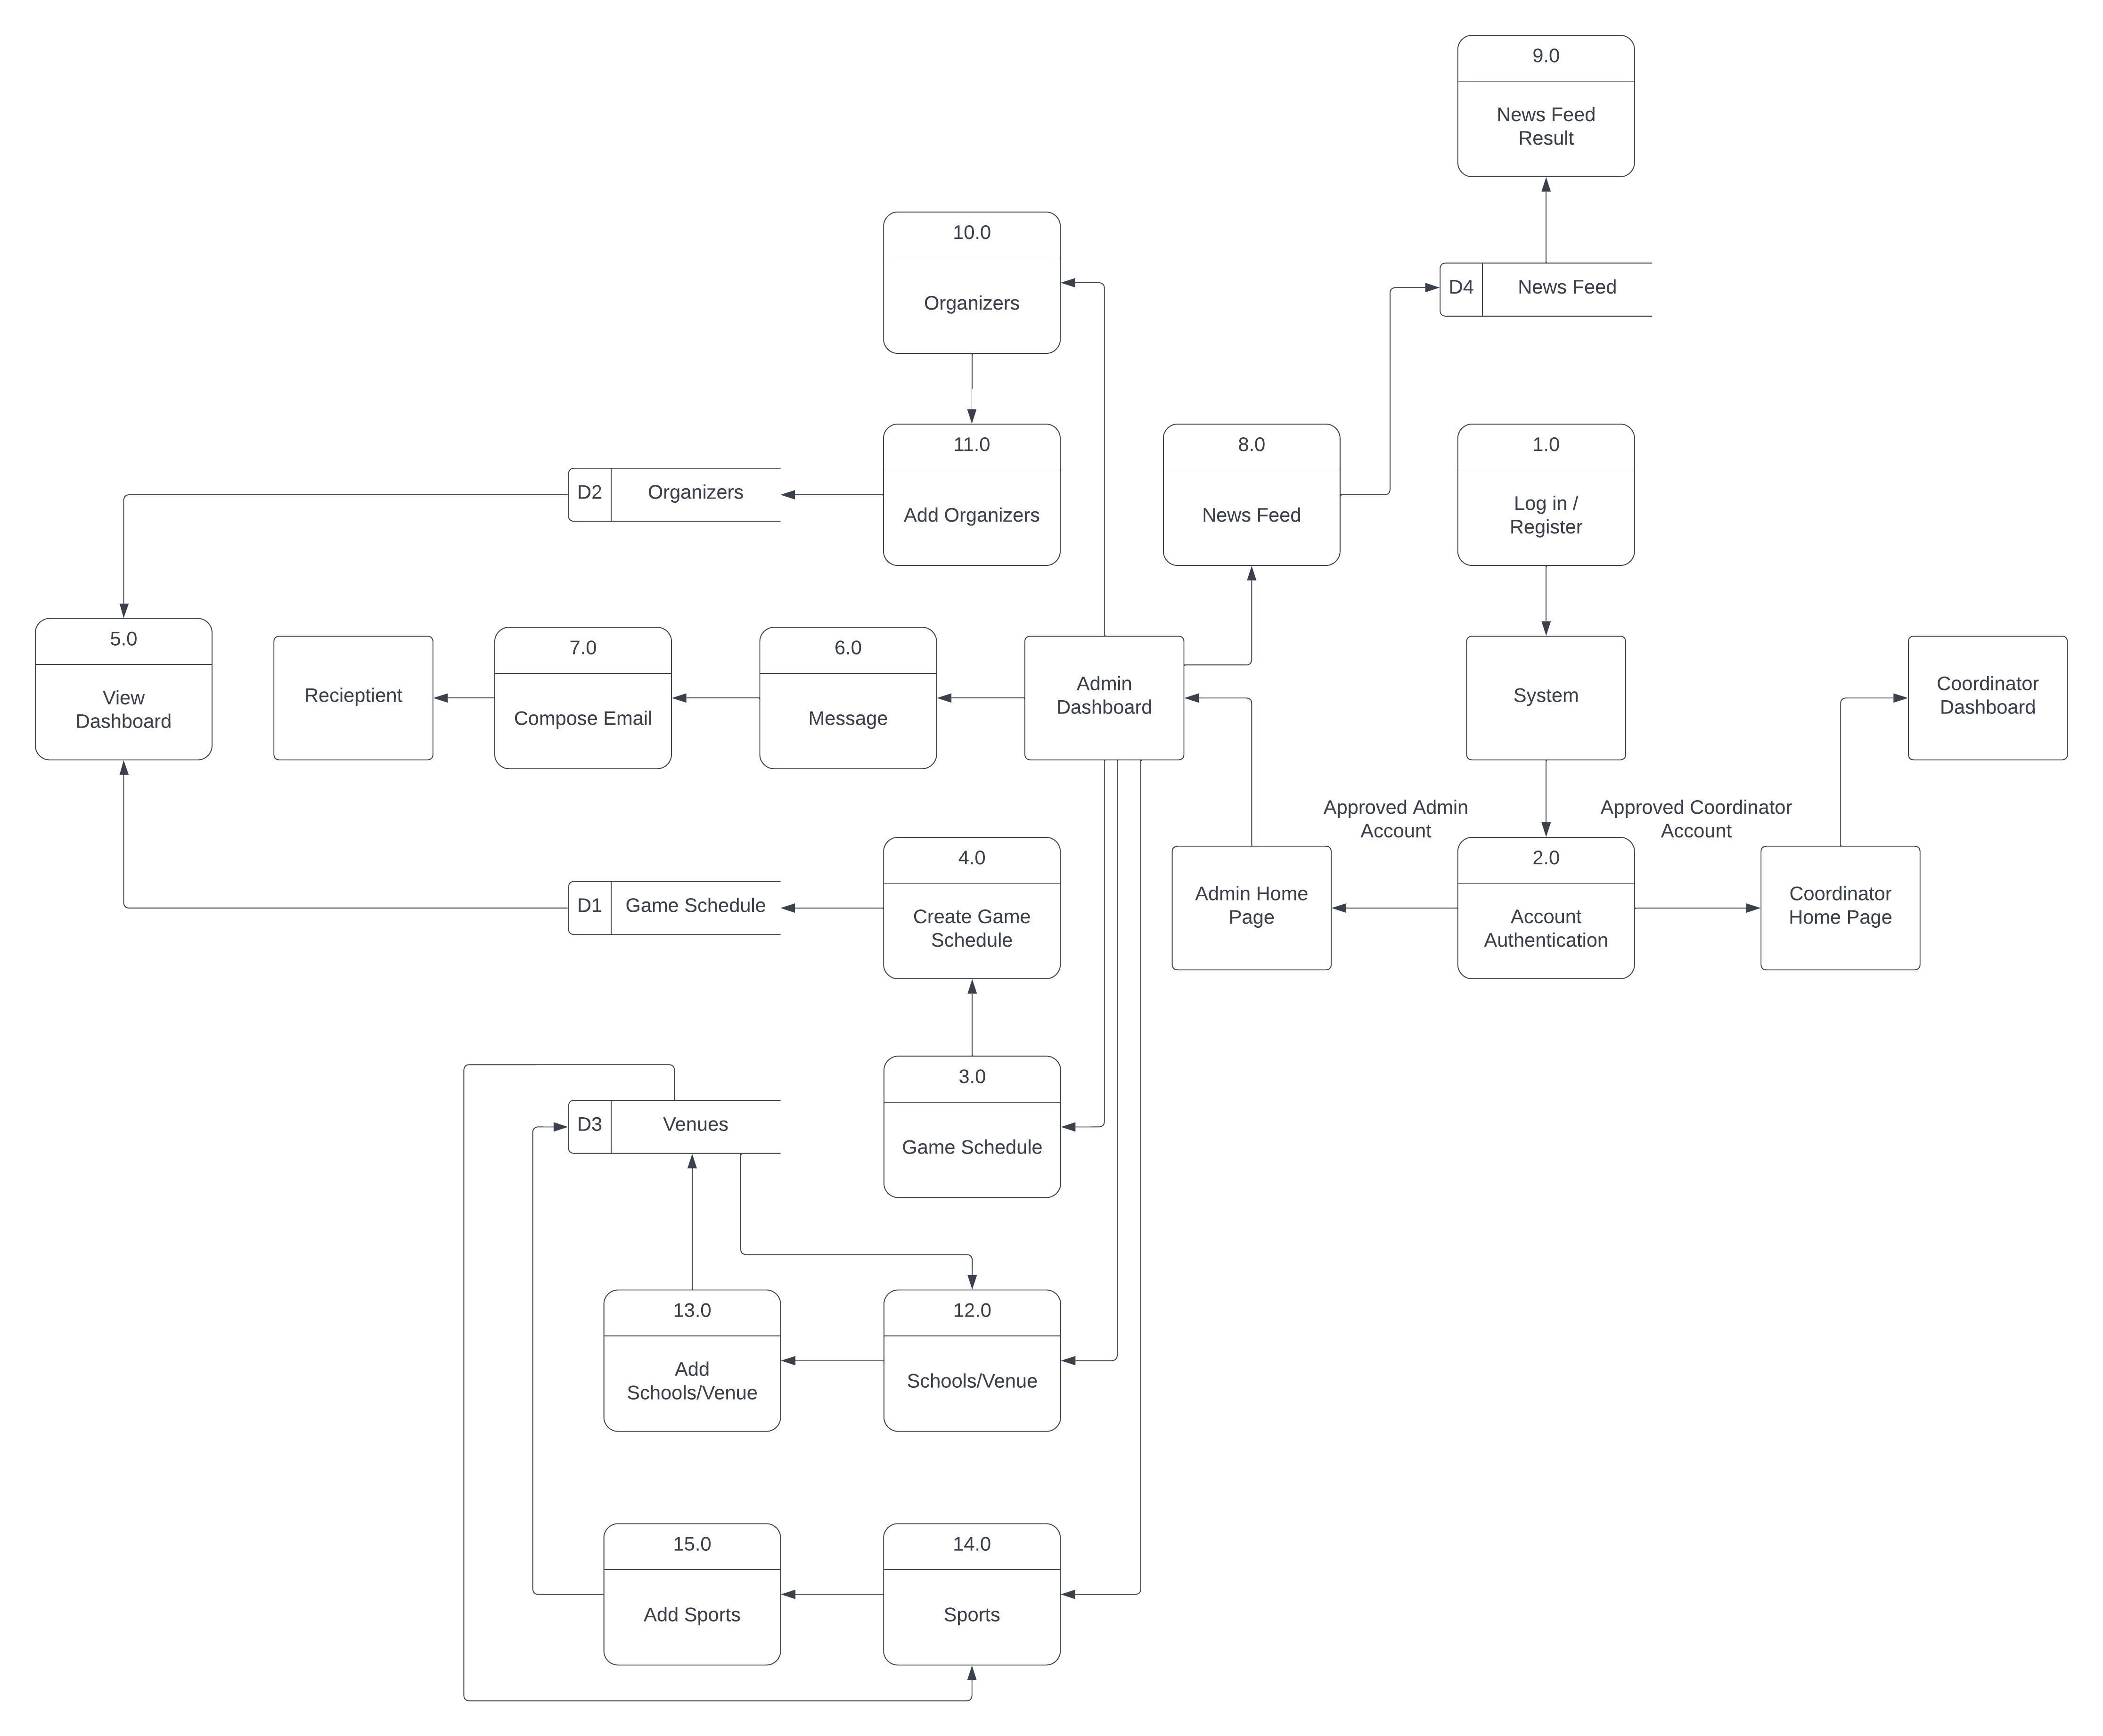 9.0
News Feed
Result
10.0
Organizers
D4
News Feed
11.0
Add Organizers
8.0
News Feed
1.0
Log in /
Register
D2
Organizers
5.0
View
Dashboard
Recieptient
7.0
Compose Email
6.0
Message
Admin
Dashboard
System
Coordinator
Dashboard
Approved Admin
Account
Approved Coordinator
Account
4.0
Create Game
Schedule
D1
Game Schedule
Admin Home
Page
2.0
Account
Authentication
Coordinator
Home Page
3.0
Game Schedule
D3
Venues
13.0
Add
Schools/Venue
12.0
Schools/Venue
15.0
Add Sports
14.0
Sports